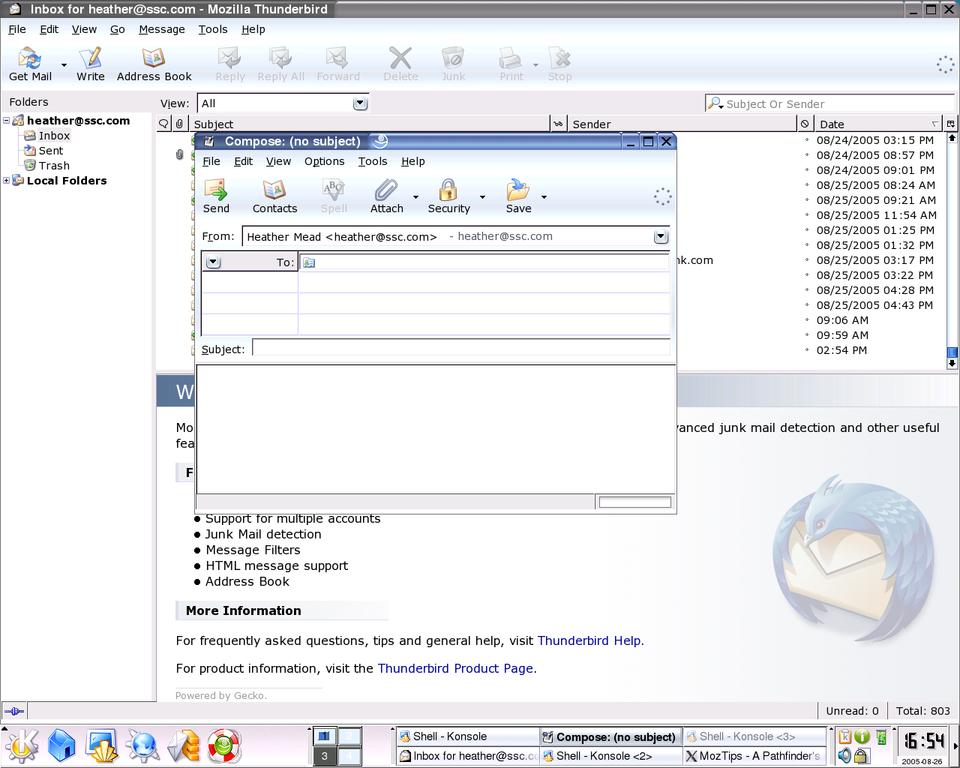 Inbox for heather@ssc.com - Mozilla Thunderbird
File Edit View Go Message Tools Help
Get Mail Write Address Book Reply Reply All Forward Delete Junk Print Stop
Folders View: All Subject Or Sender
Subject Sender Date
heather@ssc.com
Inbox
Sent
Trash
Local Folders
08/24/2005 03:15 PM
08/24/2005 08:57 PM
08/24/2005 09:01 PM
08/25/2005 08:24 AM
08/25/2005 09:21 AM
08/25/2005 11:54 AM
08/25/2005 01:25 PM
08/25/2005 01:32 PM
nk.com 08/25/2005 03:17 PM
08/25/2005 03:22 PM
08/25/2005 04:28 PM
08/25/2005 04:43 PM
09:06 AM
09:59 AM
02:54 PM
Compose: (no subject)
File Edit View Options Tools Help
Send Contacts Spell Attach Security Save
From: Heather Mead <heather@ssc.com> - heather@ssc.com
To:
Subject:
W
Mo vanced junk mail detection and other useful
fea
F
• Support for multiple accounts
• Junk Mail detection
• Message Filters
• HTML message support
• Address Book
More Information
For frequently asked questions, tips and general help, visit Thunderbird Help.
For product information, visit the Thunderbird Product Page.
Powered by Gecko.
Unread: 0 Total: 803
3
Shell - Konsole Compose: (no subject) Shell - Konsole <3>
Inbox for heather@ssc.co Shell - Konsole <2> MozTips - A Pathfinder's
16:54
2005-08-26